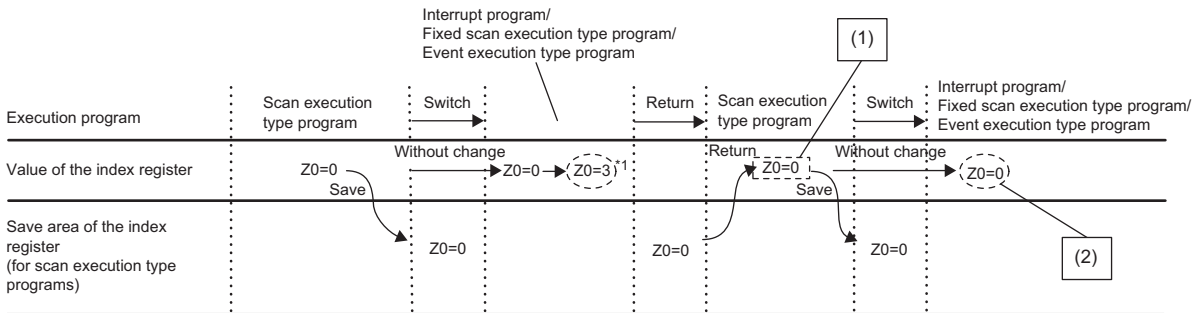 Interrupt program/
Fixed scan execution type program/
Event execution type program
(1)
Execution program
Scan execution
type program
Switch
Return
Scan execution
type program
Switch
Interrupt program/
Fixed scan execution type program/
Event execution type program
Value of the index register
Z0=0
Without change
Z0=0
Z0=3
*1
Return
Z0=0
Without change
Z0=0
Save
Save
Save area of the index
register
(for scan execution type
programs)
Z0=0
Z0=0
Z0=0
(2)